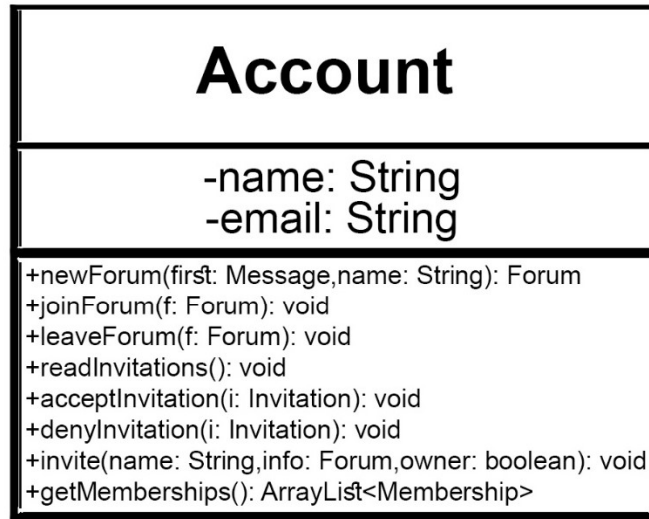 Account
-name: String
-email: String
+newForum(first: Message,name: String): Forum
+joinForum(f: Forum): void
+leaveForum(f: Forum): void
+readInvitations(): void
+acceptInvitation(i: Invitation): void
+denyInvitation(i: Invitation): void
+invite(name: String,info: Forum,owner: boolean): void
+getMemberships(): ArrayList<Membership>